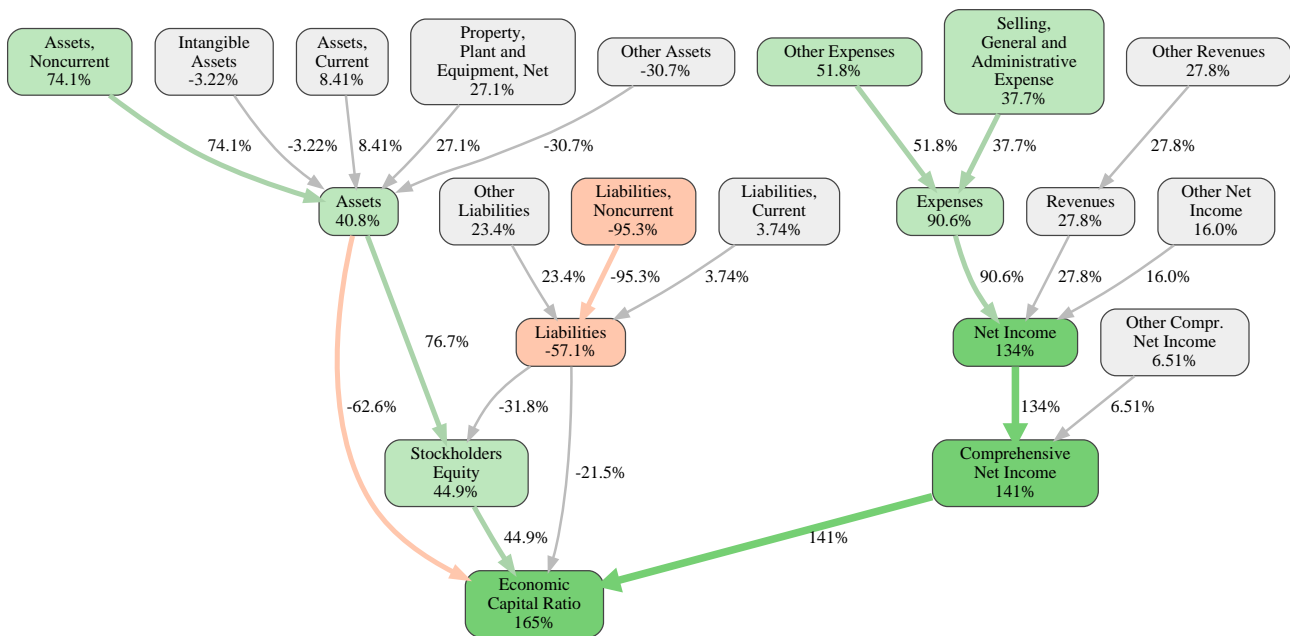 Assets,
Noncurrent
74.1%
Intangible
Assets
-3.22%
Assets,
Current
8.41%
Property,
Plant and
Equipment, Net
27.1%
Other Assets
-30.7%
Other Expenses
51.8%
Selling,
General and
Administrative
Expense
37.7%
Other Revenues
27.8%
74.1%
-3.22%
8.41%
27.1%
-30.7%
51.8%
37.7%
27.8%
Assets
40.8%
Other
Liabilities
23.4%
Liabilities,
Noncurrent
-95.3%
Liabilities,
Current
3.74%
Expenses
90.6%
Revenues
27.8%
Other Net
Income
16.0%
23.4%
-95.3%
3.74%
90.6%
27.8%
16.0%
76.7%
Liabilities
-57.1%
Net Income
134%
Other Compr.
Net Income
6.51%
-62.6%
-31.8%
134%
6.51%
Stockholders
Equity
44.9%
-21.5%
Comprehensive
Net Income
141%
44.9%
141%
Economic
Capital Ratio
165%